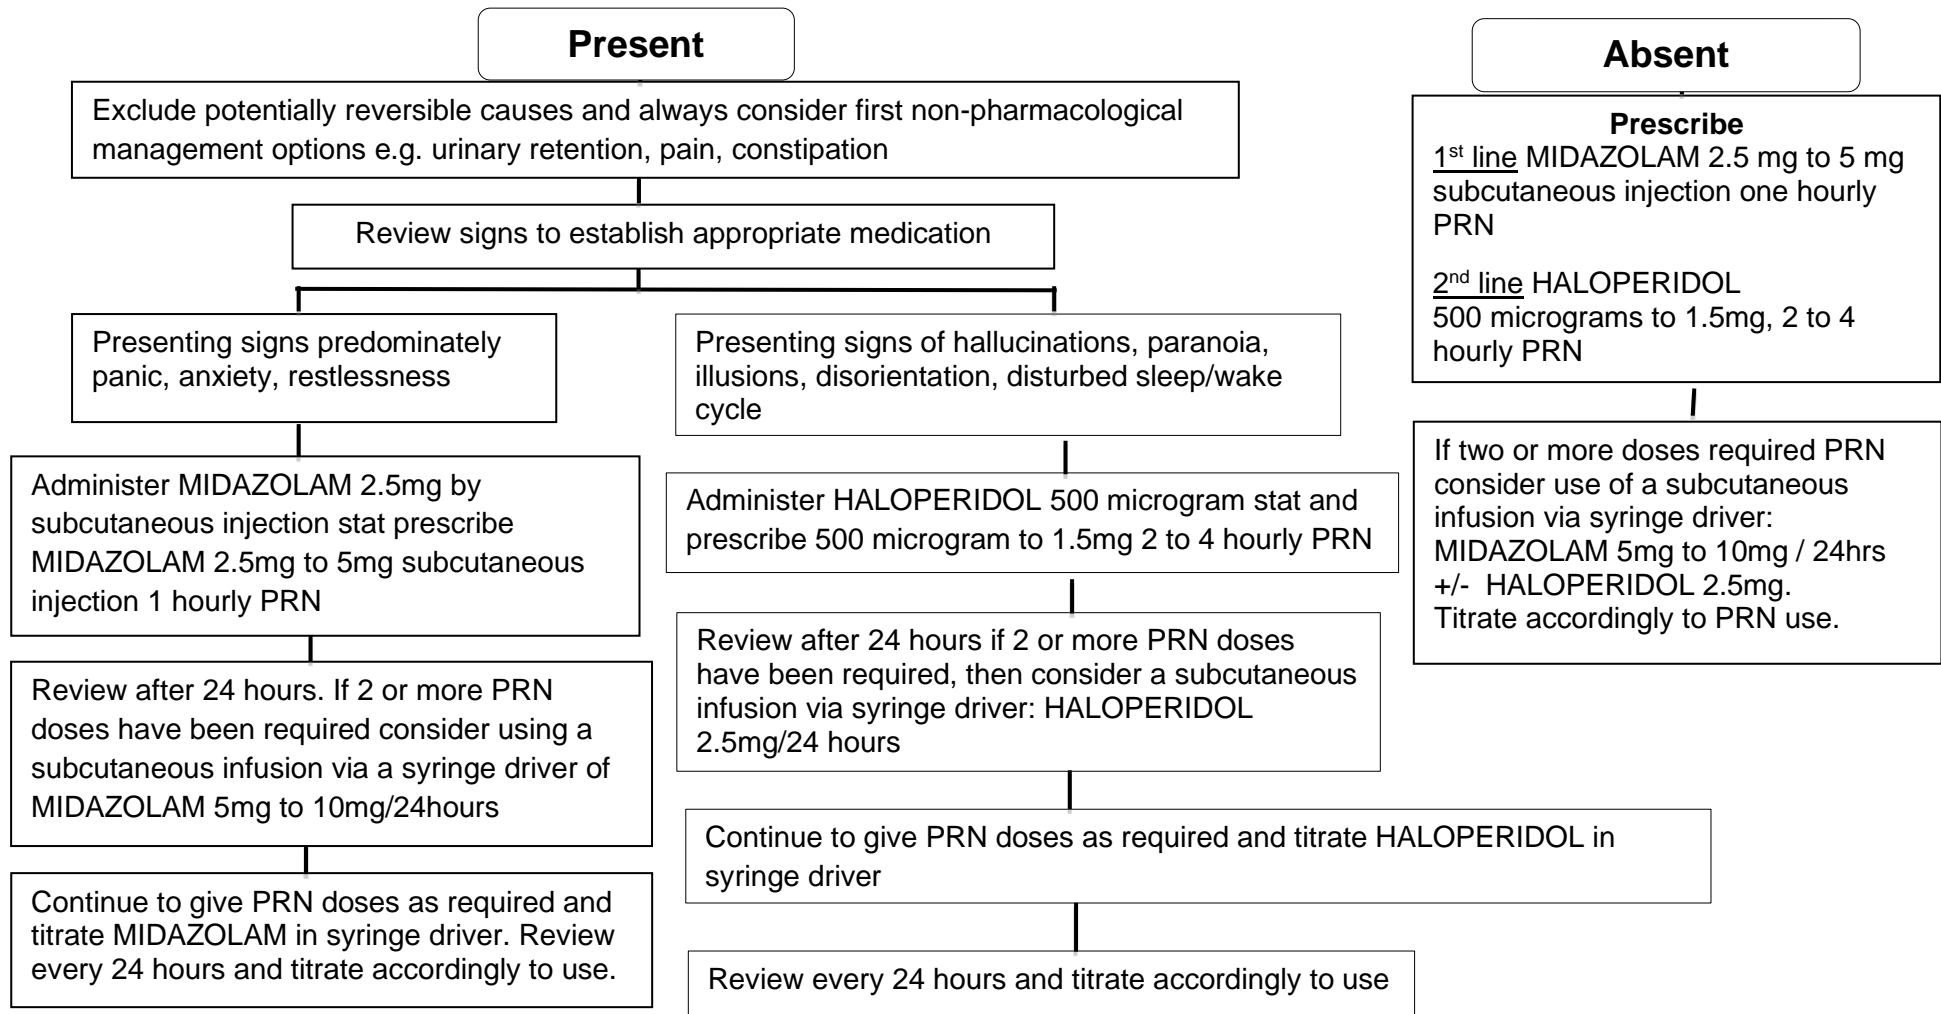 Present
Exclude potentially reversible causes and always consider first non-pharmacological
management options e.g. urinary retention, pain, constipation
Review signs to establish appropriate medication
Presenting signs predominately
panic, anxiety, restlessness
Administer MIDAZOLAM 2.5mg by
subcutaneous injection stat prescribe
MIDAZOLAM 2.5mg to 5mg subcutaneous
injection 1 hourly PRN
Review after 24 hours. If 2 or more PRN
doses have been required consider using a
subcutaneous infusion via a syringe driver of
MIDAZOLAM 5mg to 10mg/24hours
Continue to give PRN doses as required and
titrate MIDAZOLAM in syringe driver. Review
every 24 hours and titrate accordingly to use.
Presenting signs of hallucinations, paranoia,
illusions, disorientation, disturbed sleep/wake
cycle
Administer HALOPERIDOL 500 microgram stat and
prescribe 500 microgram to 1.5mg 2 to 4 hourly PRN
Review after 24 hours if 2 or more PRN doses
have been required, then consider a subcutaneous
infusion via syringe driver: HALOPERIDOL
2.5mg/24 hours
Continue to give PRN doses as required and titrate HALOPERIDOL in
syringe driver
Review every 24 hours and titrate accordingly to use
Absent
Prescribe
1st line MIDAZOLAM 2.5 mg to 5 mg
subcutaneous injection one hourly
PRN
2nd line HALOPERIDOL
500 micrograms to 1.5mg, 2 to 4
hourly PRN
If two or more doses required PRN
consider use of a subcutaneous
infusion via syringe driver:
MIDAZOLAM 5mg to 10mg / 24hrs
+/- HALOPERIDOL 2.5mg.
Titrate accordingly to PRN use.